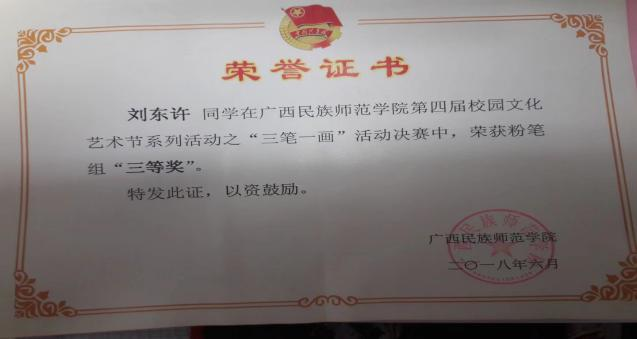 荣誉证书
刘东许 同学在广西民族师范学院第四届校园文化
艺术节系列活动之“三笔一画”活动决赛中，荣获粉笔
组“三等奖”。
特发此证，以资鼓励。
广西民族师范学院
二〇一八年六月